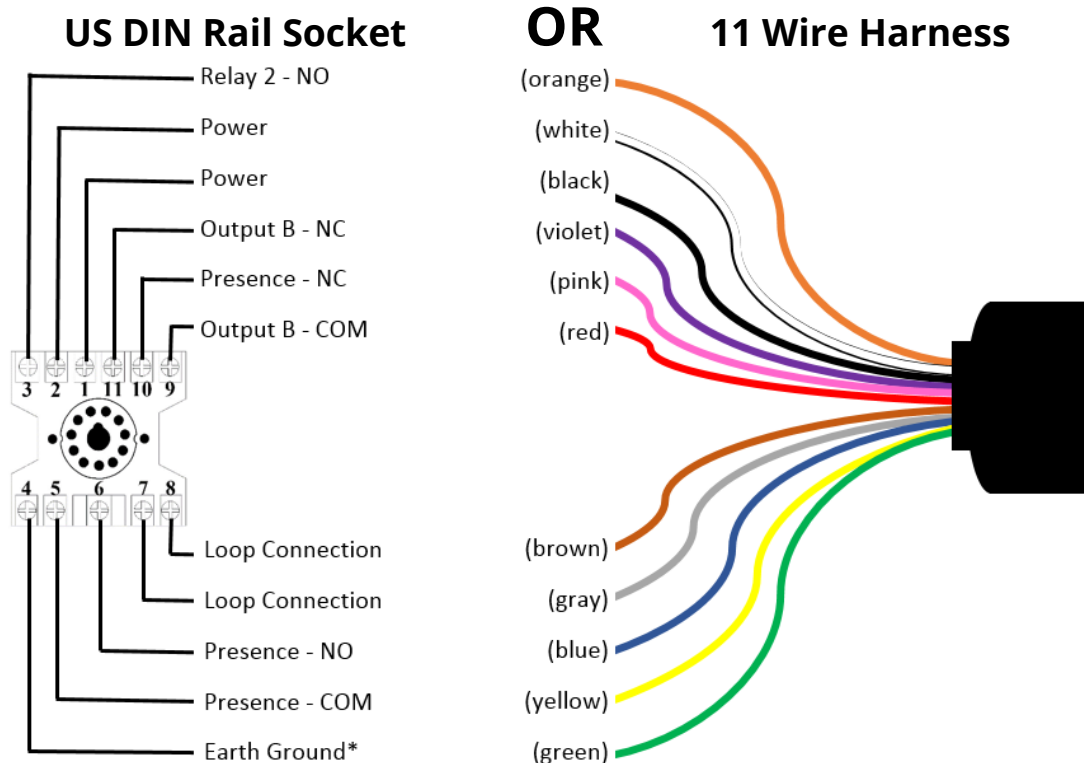 US DIN Rail Socket
OR
11 Wire Harness
Relay 2 - NO
(orange)
Power
(white)
Power
(black)
Output B - NC
(violet)
Presence - NC
(pink)
Output B - COM
(red)
3 2 1 11 10 9
4 5 6 7 8
Loop Connection
(brown)
Loop Connection
(gray)
Presence - NO
(blue)
Presence - COM
(yellow)
Earth Ground*
(green)